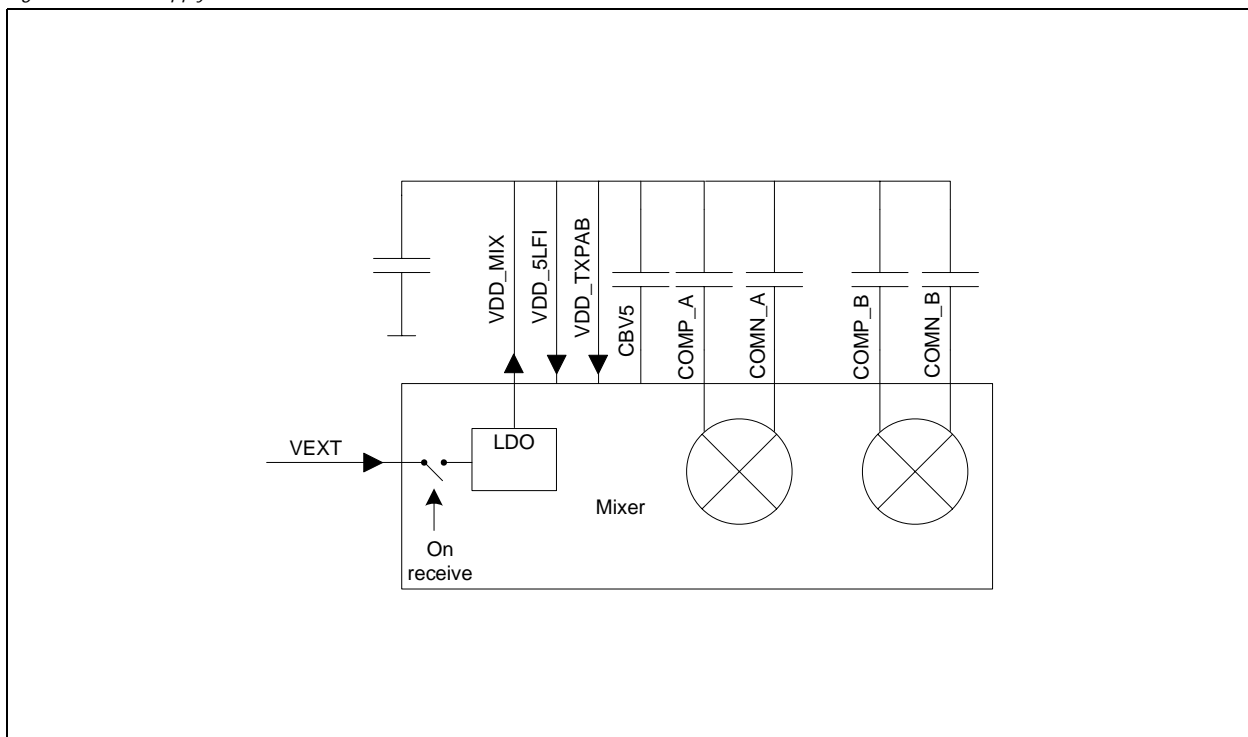 VDD_MIX
VDD_5LFI
VDD_TXPAB
CBV5
COMP_A
COMN_A
COMP_B
COMN_B
VEXT
LDO
Mixer
On
receive